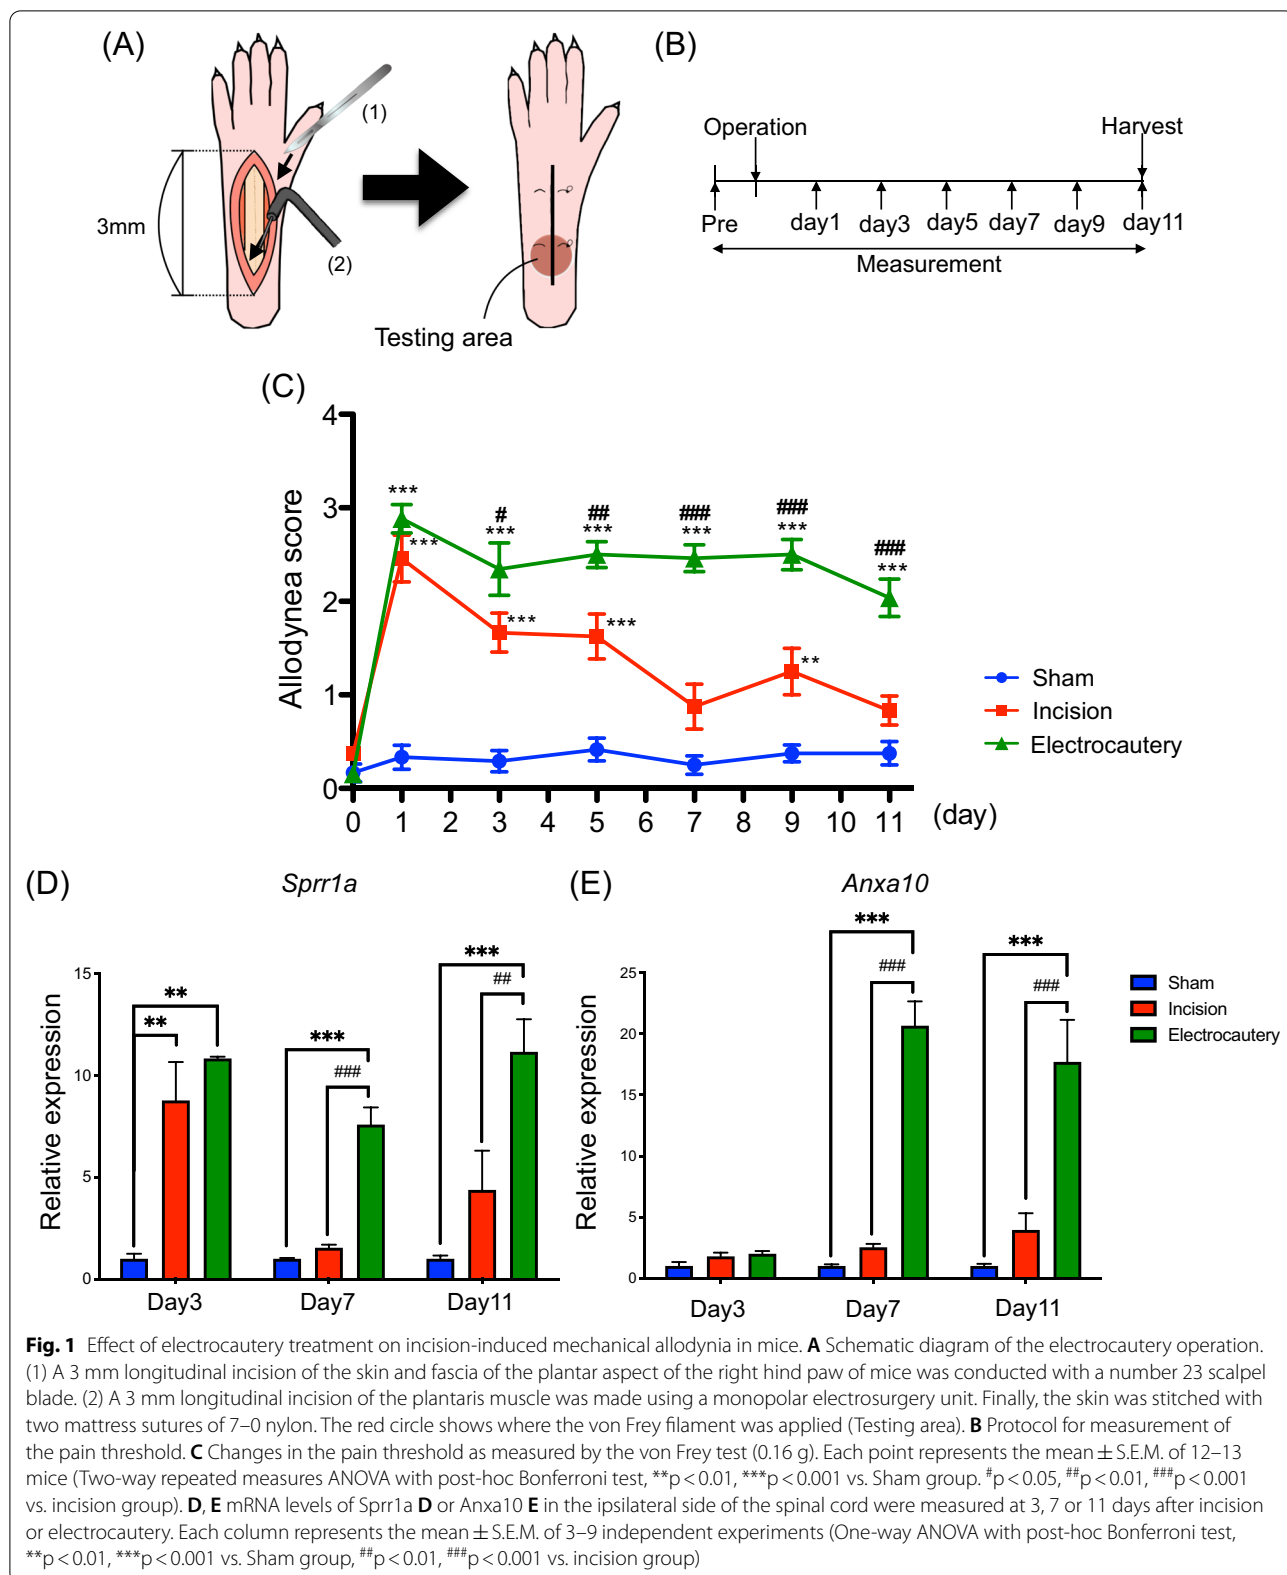 (A)
(1)
3mm
(2)
Testing area
(B)
Operation
Harvest
Pre
day1
day3
day5
day7
day9
day11
Measurement
(C)
Allodynea score
4
3
2
1
0
***
***
#
***
***
##
***
***
###
***
###
***
**
###
***
0 1 2 3 4 5 6 7 8 9 10 11 (day)
Sham
Incision
Electrocautery
(D)
Sprr1a
Relative expression
15
10
5
0
**
**
***
###
***
##
Day3
Day7
Day11
(E)
Anxa10
Relative expression
25
20
15
10
5
0
***
###
***
###
Day3
Day7
Day11
Sham
Incision
Electrocautery
Fig. 1 Effect of electrocautery treatment on incision-induced mechanical allodynia in mice. A Schematic diagram of the electrocautery operation.
(1) A 3 mm longitudinal incision of the skin and fascia of the plantar aspect of the right hind paw of mice was conducted with a number 23 scalpel
blade. (2) A 3 mm longitudinal incision of the plantaris muscle was made using a monopolar electrosurgery unit. Finally, the skin was stitched with
two mattress sutures of 7–0 nylon. The red circle shows where the von Frey filament was applied (Testing area). B Protocol for measurement of
the pain threshold. C Changes in the pain threshold as measured by the von Frey test (0.16 g). Each point represents the mean ± S.E.M. of 12–13
mice (Two-way repeated measures ANOVA with post-hoc Bonferroni test, **p < 0.01, ***p < 0.001 vs. Sham group. #p < 0.05, ##p < 0.01, ###p < 0.001
vs. incision group). D, E mRNA levels of Sprr1a D or Anxa10 E in the ipsilateral side of the spinal cord were measured at 3, 7 or 11 days after incision
or electrocautery. Each column represents the mean ± S.E.M. of 3–9 independent experiments (One-way ANOVA with post-hoc Bonferroni test,
**p < 0.01, ***p < 0.001 vs. Sham group, ##p < 0.01, ###p < 0.001 vs. incision group)